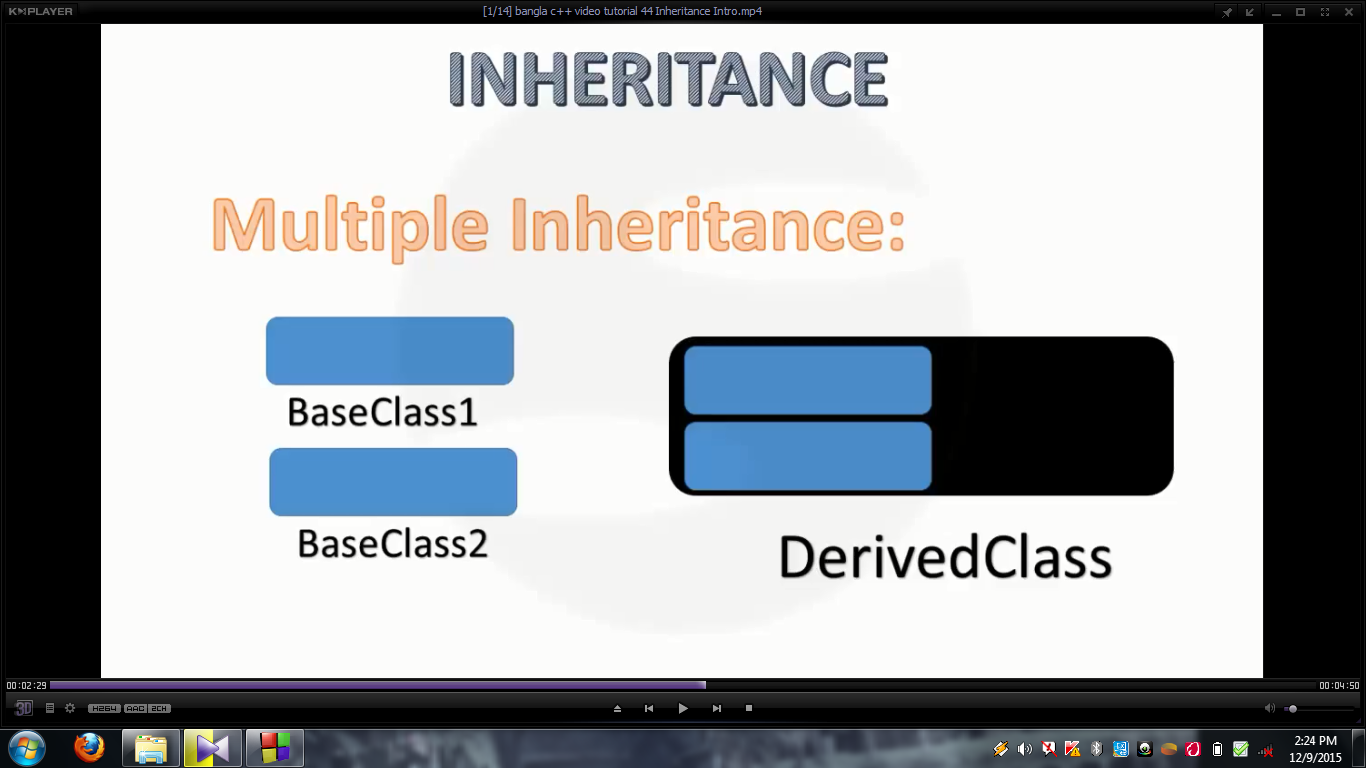 K▸MPLAYER
[1/14] bangla c++ video tutorial 44 Inheritance Intro.mp4
INHERITANCE
Multiple Inheritance:
BaseClass1
BaseClass2
DerivedClass
00:02:29
00:04:50
3D
H264
AAC 2CH
2:24 PM
12/9/2015